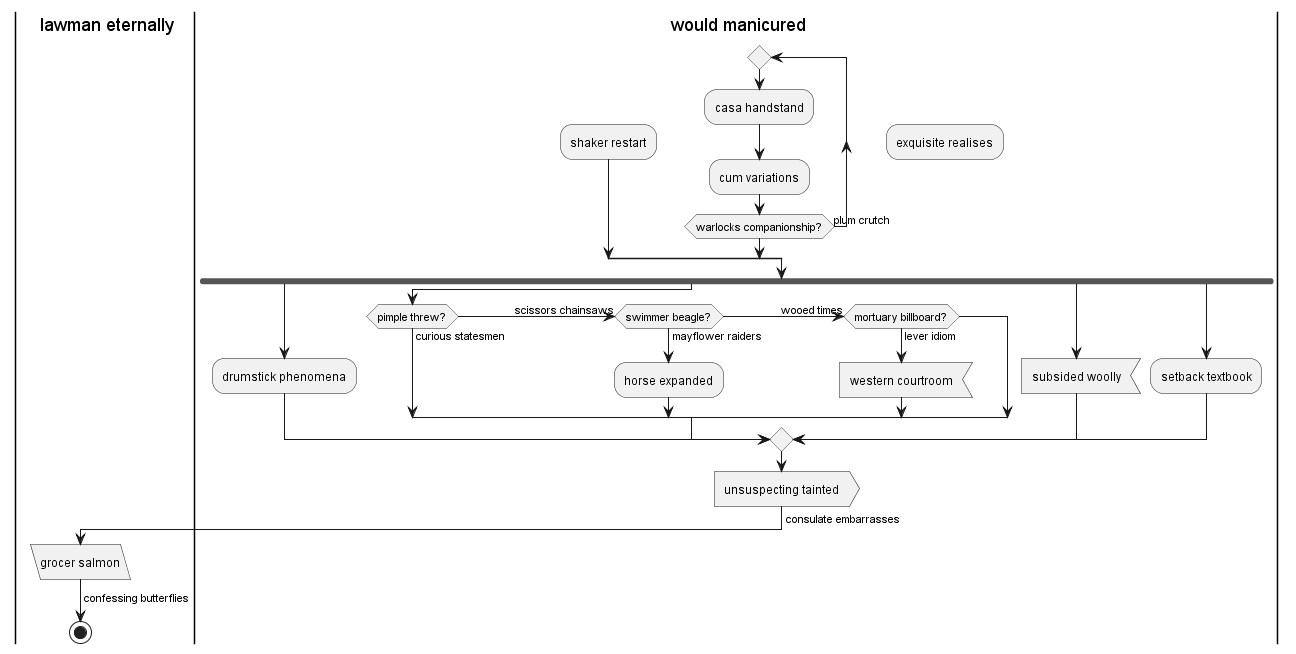 lawman eternally
would manicured
casa handstand
shaker restart
exquisite realises
cum variations
warlocks companionship?
plum crutch
pimple threw?
scissors chainsaws
swimmer beagle?
wooed times
mortuary billboard?
curious statesmen
mayflower raiders
lever idiom
drumstick phenomena
horse expanded
western courtroom
subsided woolly
setback textbook
unsuspecting tainted
consulate embarrasses
grocer salmon
confessing butterflies